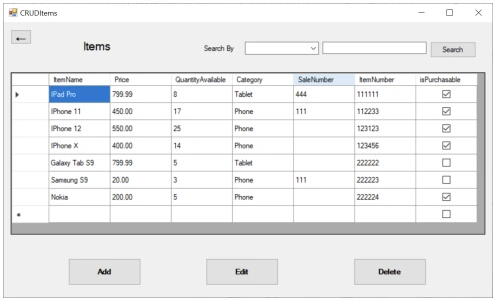 CRUDItems
Items Search By Search
ItemName Price QuantityAvailable Category SaleNumber ItemNumber isPurchasable
IPad Pro 799.99 8 Tablet 444 111111
IPhone 11 450.00 17 Phone 111 112233
IPhone 12 550.00 25 Phone 123123
IPhone X 400.00 14 Phone 123456
Galaxy Tab S9 799.99 5 Tablet 222222
Samsung S9 20.00 3 Phone 111 222223
Nokia 200.00 5 Phone 222224
Add Edit Delete